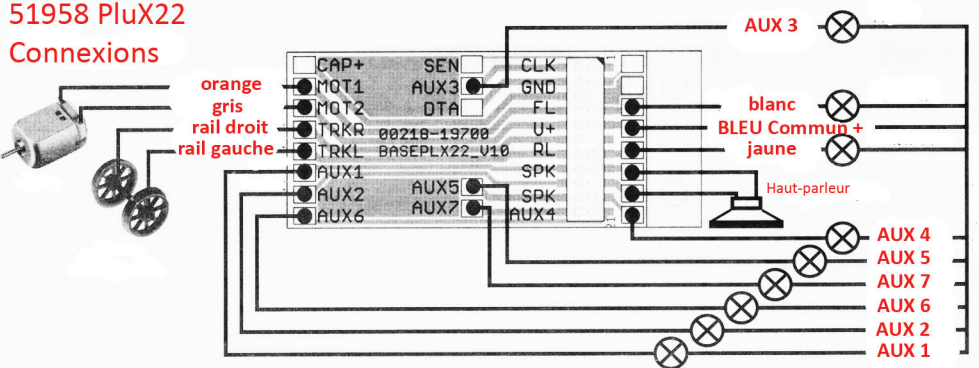 51958 PluX22
Connexions
AUX 3
orange
gris
rail droit
rail gauche
CAP+
MOT1
MOT2
TRKR
TRKL
AUX1
AUX2
AUX6
SEN
AUX3
DTA
00218-19700
BASEPLX22_V10
AUX5
AUX7
CLK
GND
FL
U+
RL
SPK
SPK
AUX4
blanc
BLEU Commun +
jaune
Haut-parleur
AUX 4
AUX 5
AUX 7
AUX 6
AUX 2
AUX 1